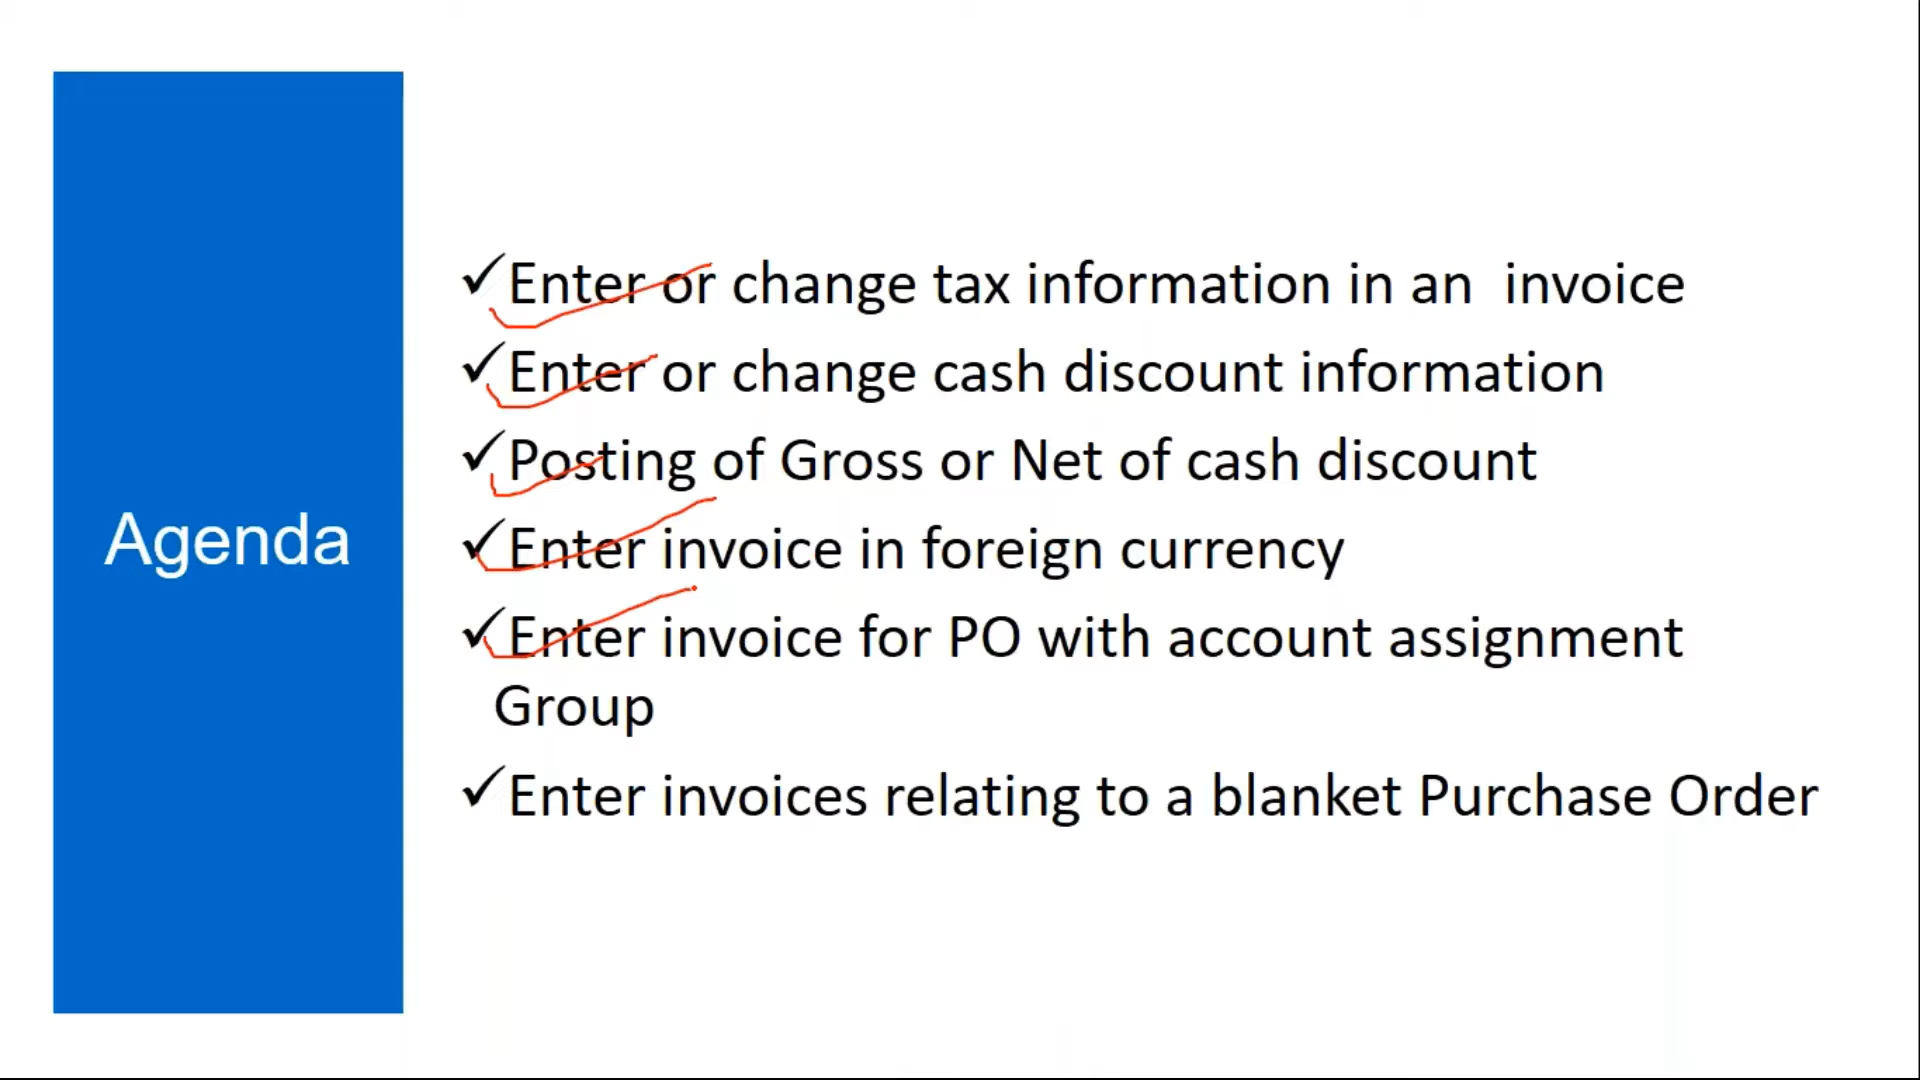 Agenda
✓Enter or change tax information in an  invoice
✓Enter or change cash discount information
✓Posting of Gross or Net of cash discount
✓Enter invoice in foreign currency
✓Enter invoice for PO with account assignment
Group
✓Enter invoices relating to a blanket Purchase Order